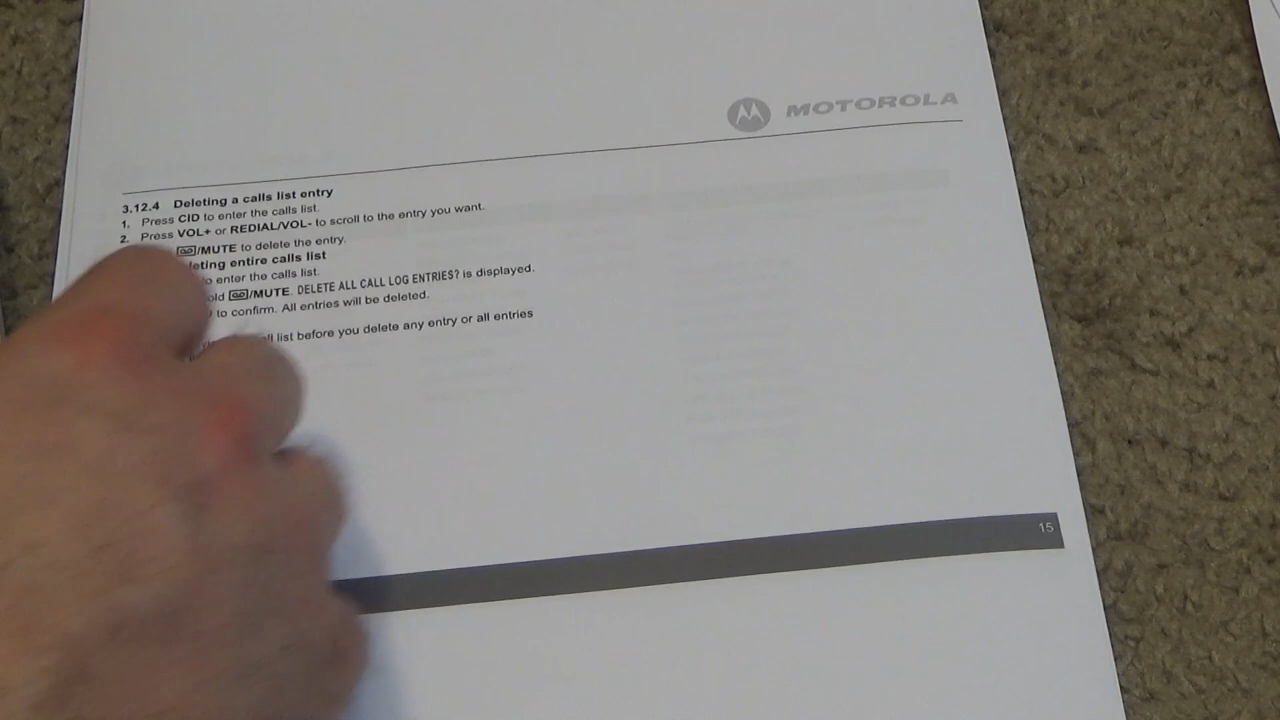 MOTOROLA
3.12.4 Deleting a calls list entry
1. Press CID to enter the calls list.
2. Press VOL+ or REDIAL/VOL- to scroll to the entry you want.
/MUTE to delete the entry.
entire calls list
to enter the calls list.
/MUTE. DELETE ALL CALL LOG ENTRIES? is displayed.
to confirm. All entries will be deleted.
list before you delete any entry or all entries
15